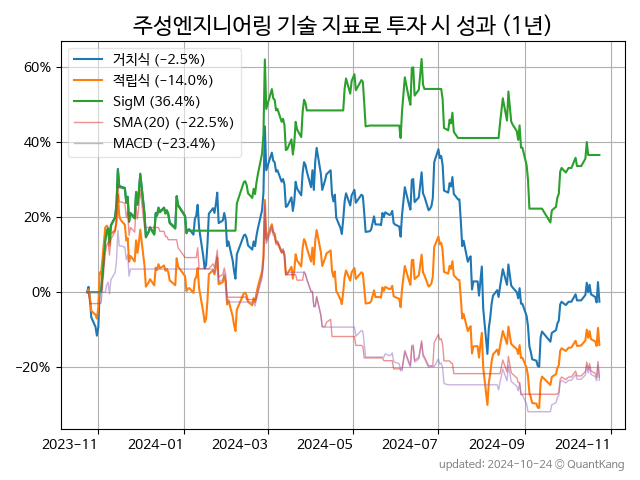 주성엔지니어링 기술 지표로 투자 시 성과 (1년)
거치식 (−2.5%)
적립식 (−14.0%)
SigM (36.4%)
SMA(20) (−22.5%)
MACD (−23.4%)
60%
40%
20%
0%
−20%
2023−11 2024−01 2024−03 2024−05 2024−07 2024−09 2024−11
updated: 2024-10-24 © QuantKang